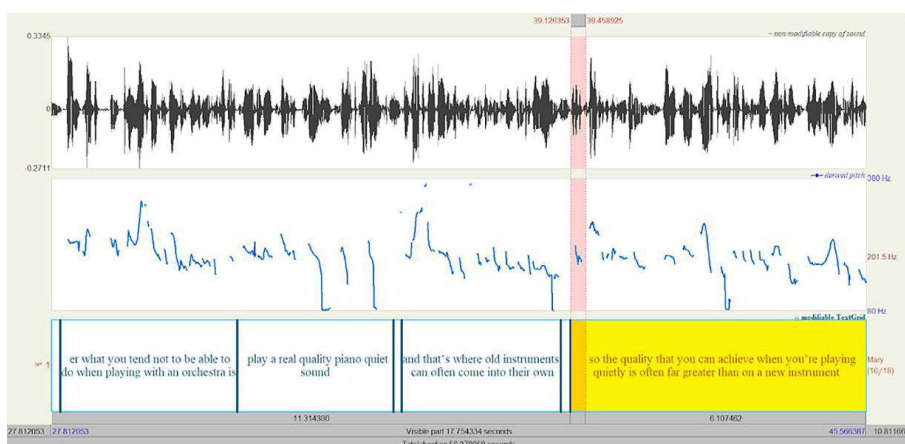 39.126353 39.458925
0.3345
~ non-modifiable copy of sound
0
-0.2711
derived pitch
380 Hz
201.5 Hz
80 Hz
= modifiable TextGrid
1
er what you tend not to be able to
do when playing with an orchestra is
play a real quality piano quiet
sound
and that's where old instruments
can often come into their own
so the quality that you can achieve when you're playing
quietly is often far greater than on a new instrument
Mary
(16/18)
11.314300 6.107462
27.812053 27.812053 Visible part 17.754334 seconds 45.566387 10.81166